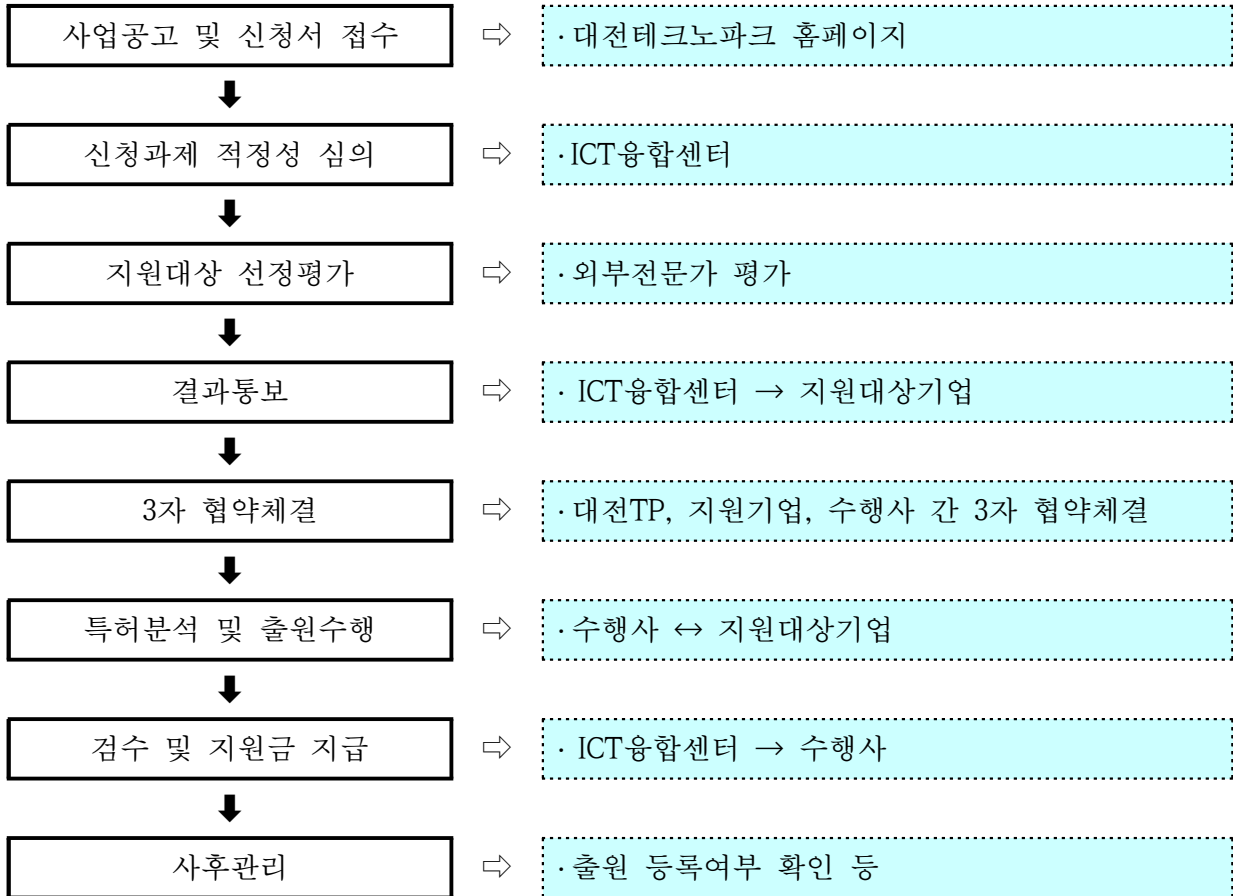 사업공고 및 신청서 접수 ⇨ ·대전테크노파크 홈페이지
신청과제 적정성 심의 ⇨ ·ICT융합센터
지원대상 선정평가 ⇨ ·외부전문가 평가
결과통보 ⇨ · ICT융합센터 → 지원대상기업
3자 협약체결 ⇨ ·대전TP, 지원기업, 수행사 간 3자 협약체결
특허분석 및 출원수행 ⇨ ·수행사 ↔ 지원대상기업
검수 및 지원금 지급 ⇨ · ICT융합센터 → 수행사
사후관리 ⇨ ·출원 등록여부 확인 등